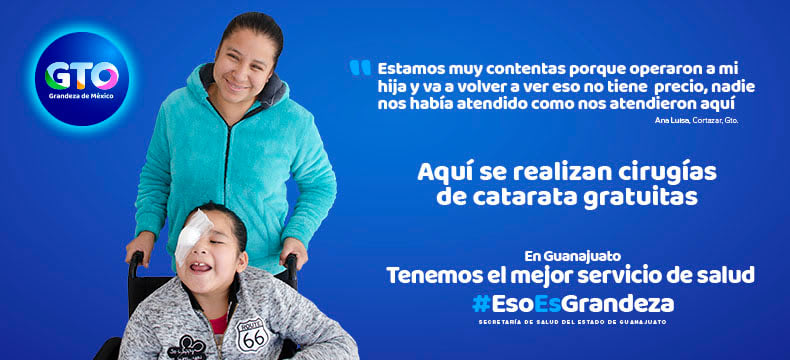 GTO
Grandeza de México
"Estamos muy contentas porque operaron a mi
hija y va a volver a ver eso no tiene precio, nadie
nos había atendido como nos atendieron aquí
Ana Luisa, Cortazar, Gto.
Aquí se realizan cirugías
de catarata gratuitas
En Guanajuato
Tenemos el mejor servicio de salud
#EsoEsGrandeza
SECRETARÍA DE SALUD DEL ESTADO DE GUANAJUATO
ROUTE
66